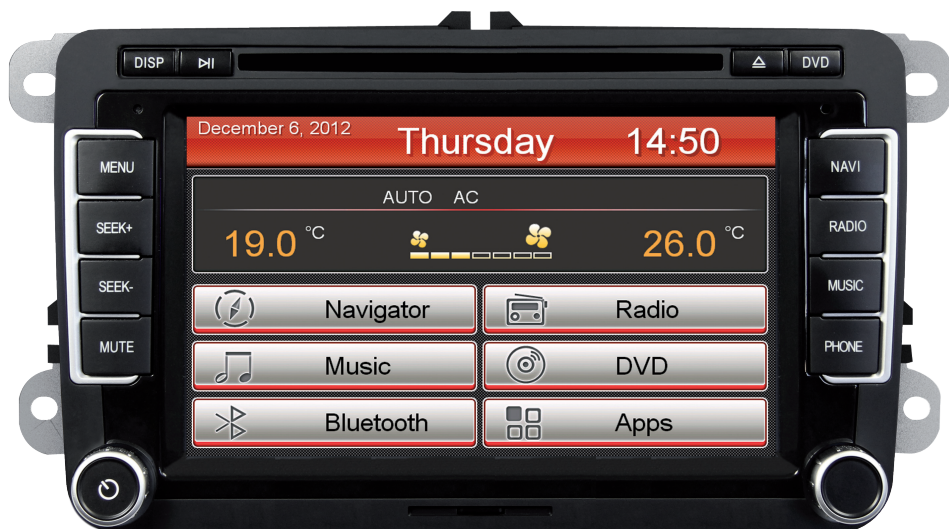 DISP
DVD
MENU
SEEK+
SEEK-
MUTE
December 6, 2012
Thursday
14:50
AUTO AC
19.0 °C
26.0 °C
Navigator
Radio
Music
DVD
Bluetooth
Apps
NAVI
RADIO
MUSIC
PHONE